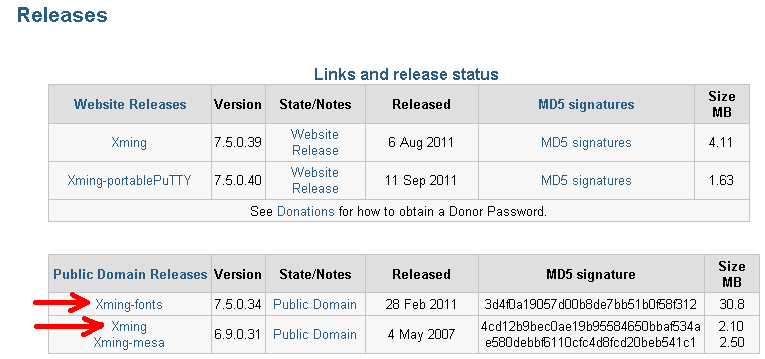 Releases
Links and release status
Website Releases Version State/Notes Released MD5 signatures Size MB
Xming 7.5.0.39 Website Release 6 Aug 2011 MD5 signatures 4.11
Xming-portablePuTTY 7.5.0.40 Website Release 11 Sep 2011 MD5 signatures 1.63
See Donations for how to obtain a Donor Password.
Public Domain Releases Version State/Notes Released MD5 signature Size MB
Xming-fonts 7.5.0.34 Public Domain 28 Feb 2011 3d4f0a19057d00b8de7bb51b0f58f312 30.8
Xming 6.9.0.31 Public Domain 4 May 2007 4cd12b9bec0ae19b95584650bbaf534a 2.10
Xming-mesa e580debbf6110cfc4d8fcd20beb541c1 2.50